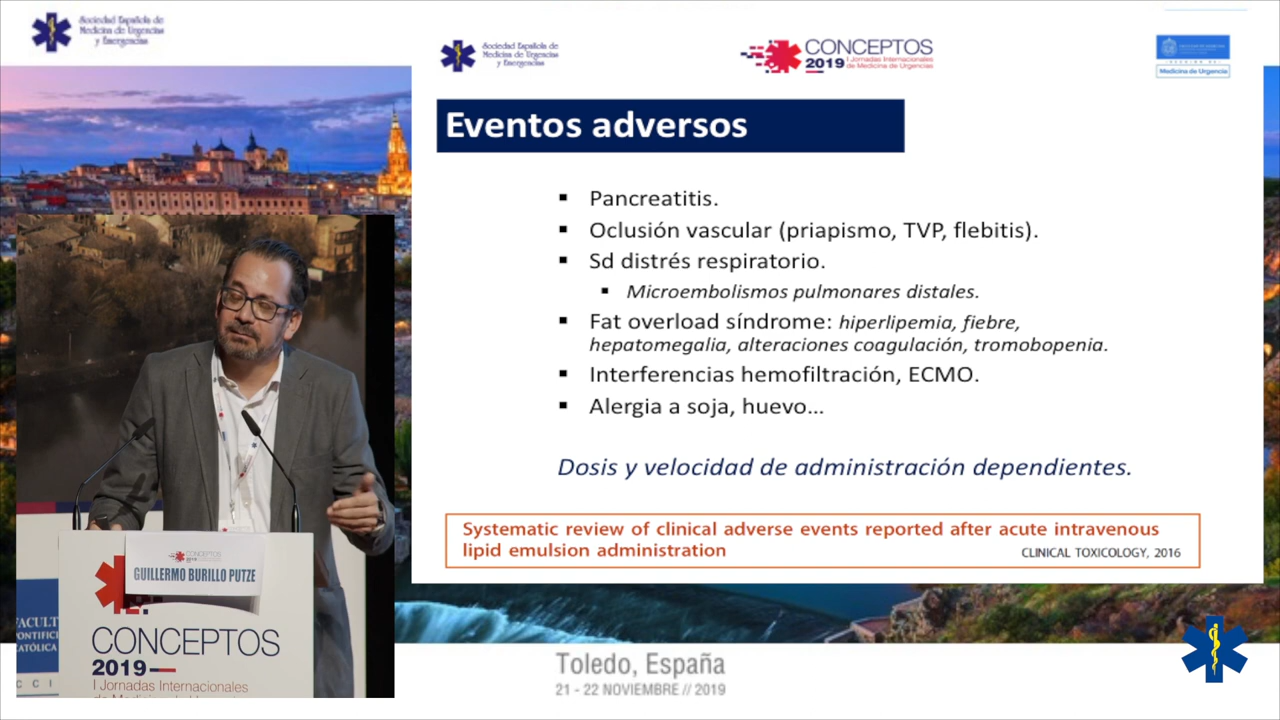 Sociedad Española de
Medicina de Urgencias
y Emergencias
Sociedad Española de
Medicina de Urgencias
y Emergencias
CONCEPTOS
2019 I Jornadas Internacionales
de Medicina de Urgencias
Medicina de Urgencia
Eventos adversos
Pancreatitis.
Oclusión vascular (priapismo, TVP, flebitis).
Sd distrés respiratorio.
Microembolismos pulmonares distales.
Fat overload síndrome: hiperlipemia, fiebre,
hepatomegalia, alteraciones coagulación, tromobopenia.
Interferencias hemofiltración, ECMO.
Alergia a soja, huevo...
Dosis y velocidad de administración dependientes.
Systematic review of clinical adverse events reported after acute intravenous
lipid emulsion administration
CLINICAL TOXICOLOGY, 2016
CONCEPTOS
GUILLERMO BURILLO PUTZE
CONCEPTOS
2019
I Jornadas Internacionales
FACULT
PONTIFICI
CATÓLICA
Toledo, España
21 - 22 NOVIEMBRE // 2019